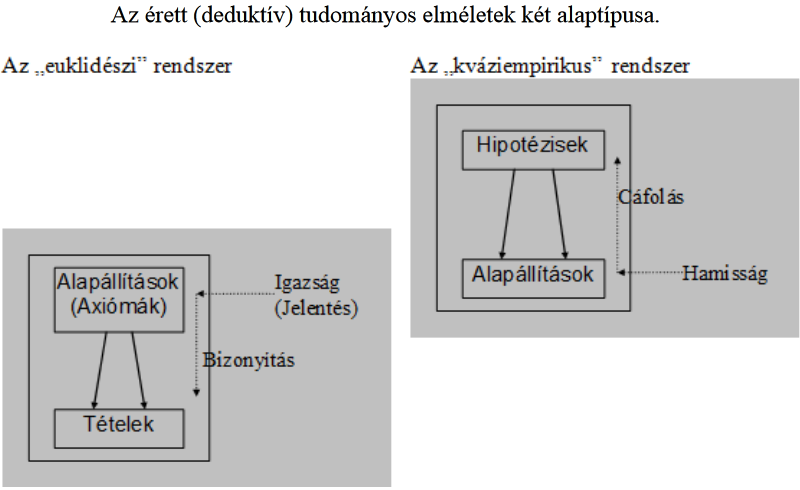 Az érett (deduktív) tudományos elméletek két alaptípusa.
Az „euklidészi” rendszer
Az „kváziempirikus” rendszer
Alapállítások
(Axiómák)
Igazság
(Jelentés)
Bizonyitás
Tételek
Hipotézisek
Cáfolás
Alapállítások
Hamisság